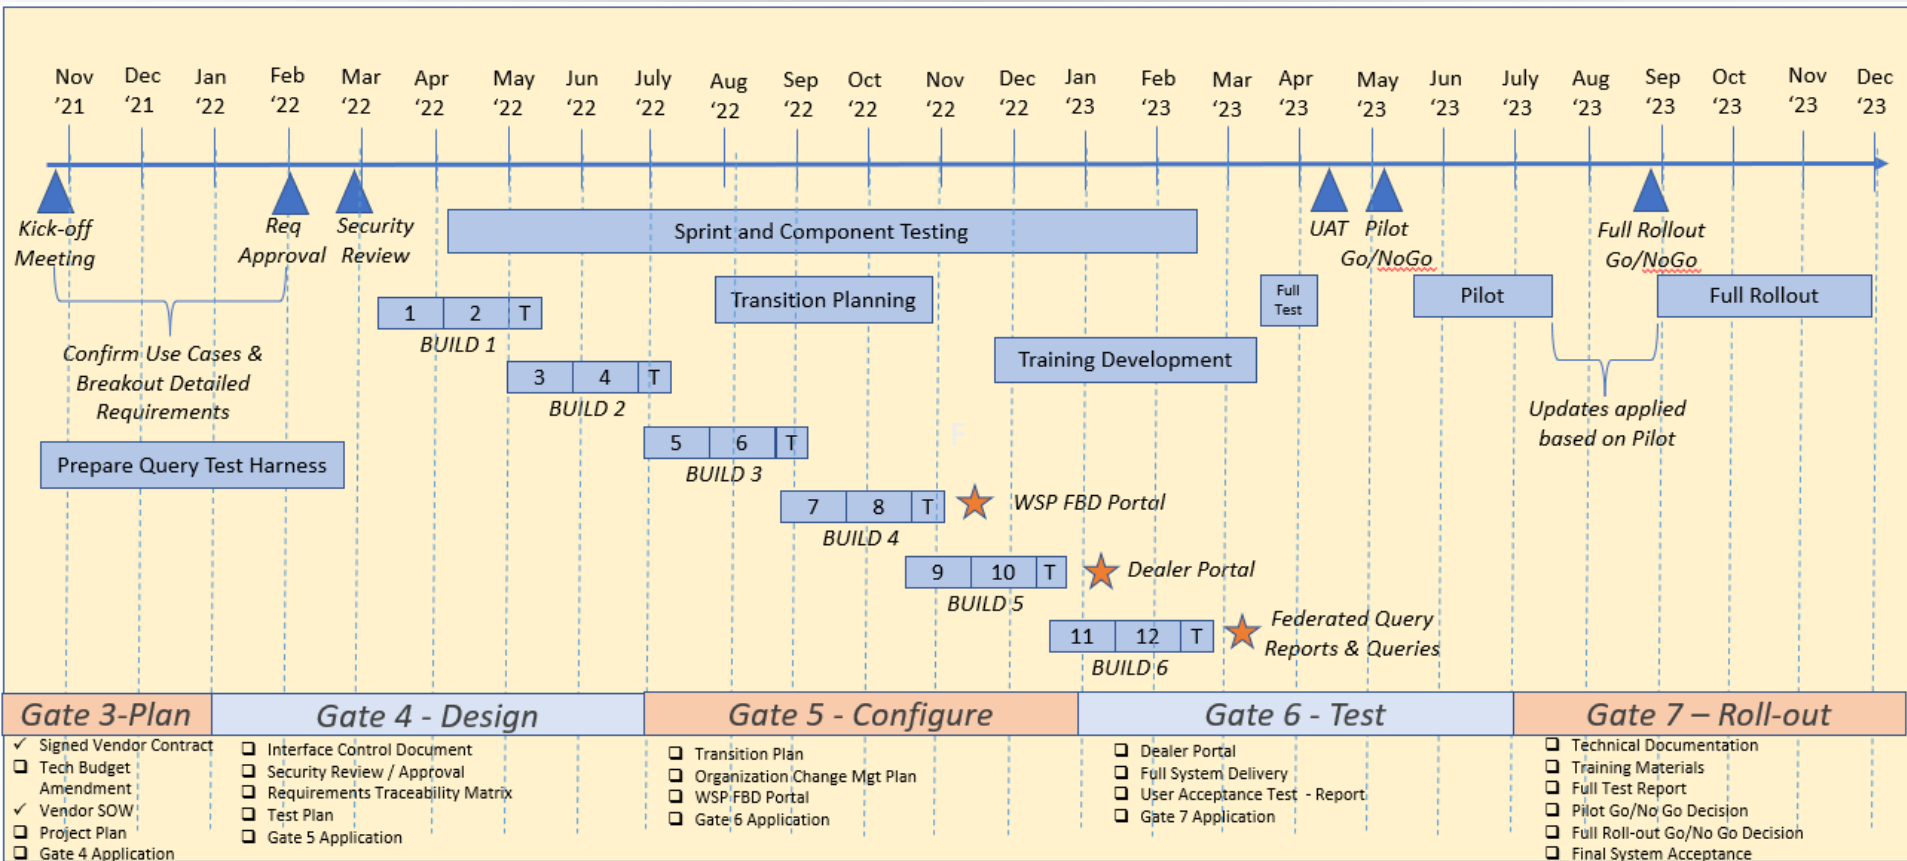 Nov Dec Jan Feb Mar Apr May Jun July Aug Sep Oct Nov Dec Jan Feb Mar Apr May Jun July Aug Sep Oct Nov Dec
‘21 ‘21 ‘22 ‘22 ‘22 ‘22 ‘22 ‘22 ‘22 ‘22 ‘22 ‘22 ‘22 ‘22 ‘23 ‘23 ‘23 ‘23 ‘23 ‘23 ‘23 ‘23 ‘23 ‘23 ‘23 ‘23
Kick-off
Meeting
Req
Approval
Security
Review
Sprint and Component Testing
UAT
Pilot
Go/NoGo
Full Rollout
Go/NoGo
Transition Planning
Full
Test
Pilot
Full Rollout
1 2 T
BUILD 1
Confirm Use Cases &
Breakout Detailed
Requirements
Training Development
3 4 T
BUILD 2
Updates applied
based on Pilot
Prepare Query Test Harness
5 6 T
BUILD 3
F
7 8 T
BUILD 4
WSP FBD Portal
9 10 T
BUILD 5
Dealer Portal
11 12 T
BUILD 6
Federated Query
Reports & Queries
Gate 3-Plan
✓ Signed Vendor Contract
❑ Tech Budget
Amendment
✓ Vendor SOW
❑ Project Plan
❑ Gate 4 Application
Gate 4 - Design
❑ Interface Control Document
❑ Security Review / Approval
❑ Requirements Traceability Matrix
❑ Test Plan
❑ Gate 5 Application
Gate 5 - Configure
❑ Transition Plan
❑ Organization Change Mgt Plan
❑ WSP FBD Portal
❑ Gate 6 Application
Gate 6 - Test
❑ Dealer Portal
❑ Full System Delivery
❑ User Acceptance Test - Report
❑ Gate 7 Application
Gate 7 – Roll-out
❑ Technical Documentation
❑ Training Materials
❑ Full Test Report
❑ Pilot Go/No Go Decision
❑ Full Roll-out Go/No Go Decision
❑ Final System Acceptance